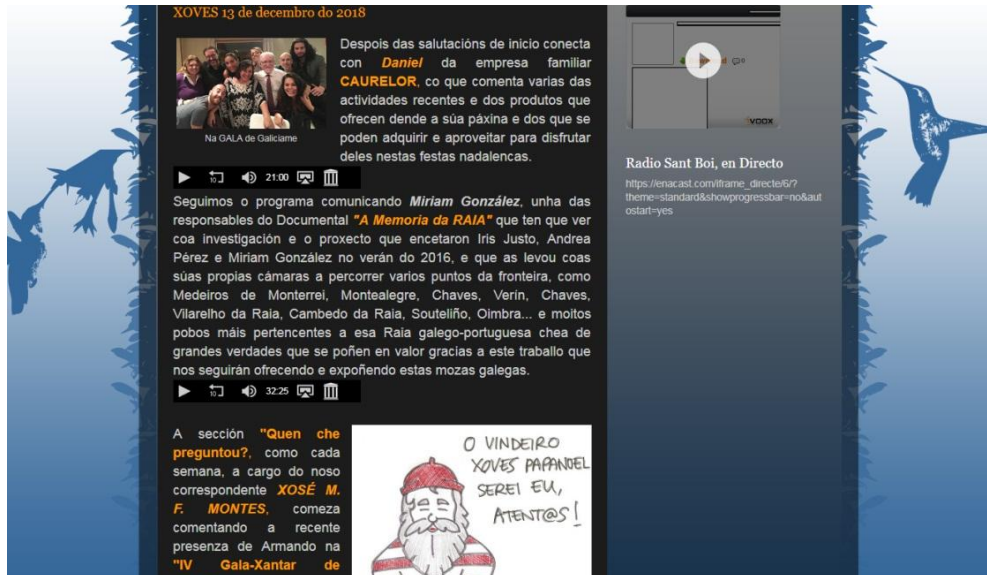 XOVES 13 de decembro do 2018
Despois das salutacións de inicio conecta
con Daniel da empresa familiar
CAURELOR, co que comenta varias das
actividades recentes e dos produtos que
ofrecen dende a súa páxina e dos que se
poden adquirir e aproveitar para disfrutar
deles nestas festas nadalencas.
Na GALA de Galiciame
10 21:00
Seguimos o programa comunicando Miriam González, unha das
responsables do Documental "A Memoria da RAIA" que ten que ver
coa investigación e o proxecto que encetaron Iris Justo, Andrea
Pérez e Miriam González no verán do 2016, e que as levou coas
súas propias cámaras a percorrer varios puntos da fronteira, como
Medeiros de Monterrei, Montealegre, Chaves, Verín, Chaves,
Vilarelho da Raia, Cambedo da Raia, Souteliño, Oimbra... e moitos
pobos máis pertencentes a esa Raia galego-portuguesa chea de
grandes verdades que se poñen en valor gracias a este traballo que
nos seguirán ofrecendo e expoñendo estas mozas galegas.
10 32:25
A sección "Quen che
preguntou?, como cada
semana, a cargo do noso
correspondente XOSÉ M.
F. MONTES, comeza
comentando a recente
presenza de Armando na
"IV Gala-Xantar de
O VINDEIRO
XOVES PAPANOEL
SEREI EU,
ATENT@S!
0
iVOOX
Radio Sant Boi, en Directo
https://enacast.com/iframe_directe/6/?
theme=standard&showprogressbar=no&aut
ostart=yes